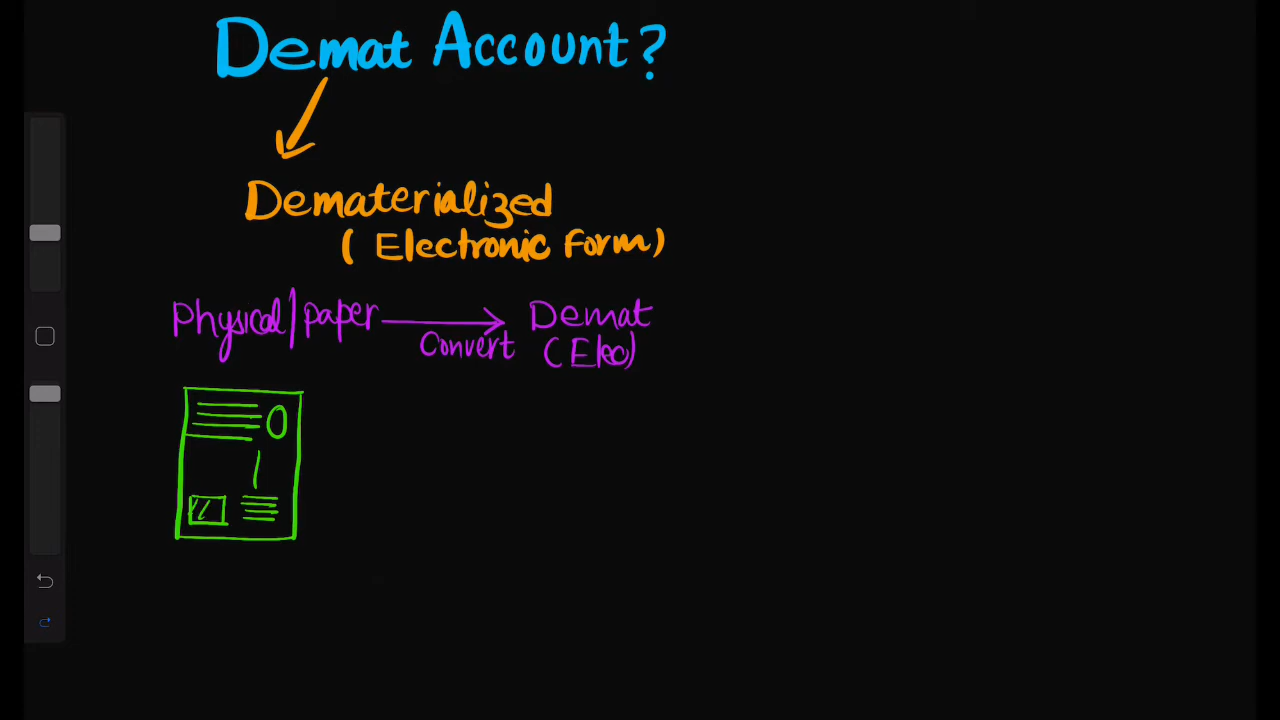 Demat Account?
Dematerialized
(Electronic form)
Physical/paper Convert Demat
(Elec)